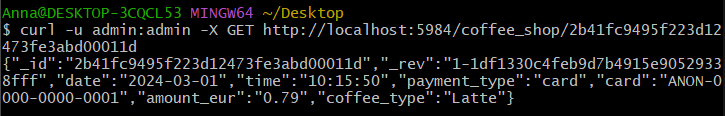 Anna@DESKTOP-3CQCL53 MINGW64 ~/Desktop
$ curl -u admin:admin -X GET http://localhost:5984/coffee_shop/2b41fc9495f223d12
473fe3abd00011d
{"_id":"2b41fc9495f223d12473fe3abd00011d","_rev":"1-1df1330c4feb9d7b4915e9052933
8fff","date":"2024-03-01","time":"10:15:50","payment_type":"card","card":"ANON-0
000-0000-0001","amount_eur":"0.79","coffee_type":"Latte"}